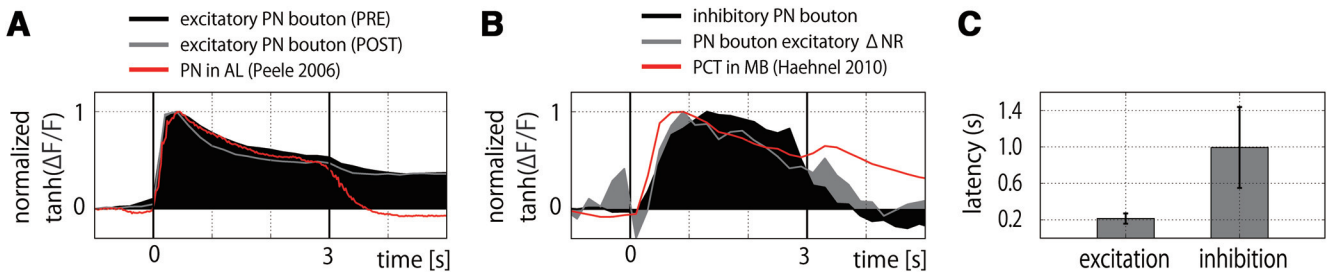 A
excitatory PN bouton (PRE)
excitatory PN bouton (POST)
PN in AL (Peele 2006)
normalized
tanh(ΔF/F)
1
0
0
3
time [s]
B
inhibitory PN bouton
PN bouton excitatory Δ NR
PCT in MB (Haehnel 2010)
normalized
tanh(ΔF/F)
1
0
0
3
time [s]
C
latency (s)
1.4
1.0
0.6
0.2
excitation
inhibition